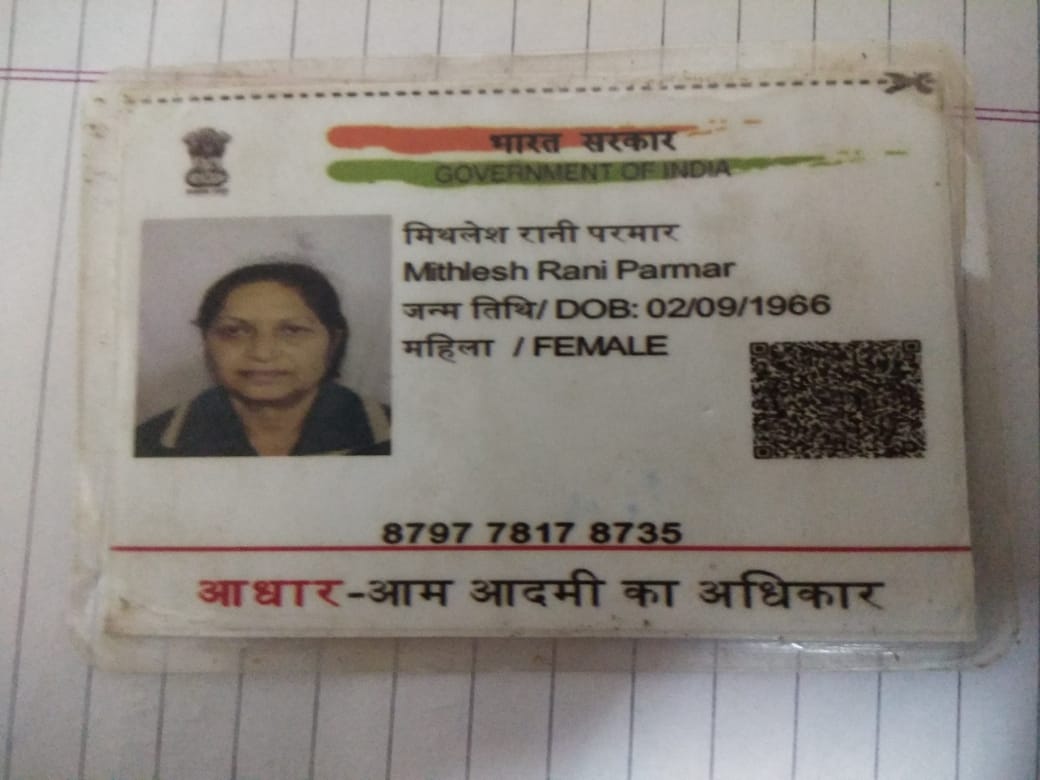 भारत सरकार
GOVERNMENT OF INDIA
मिथलेश रानी परमार
Mithlesh Rani Parmar
जन्म तिथि/ DOB: 02/09/1966
महिला / FEMALE
8797 7817 8735
आधार-आम आदमी का अधिकार